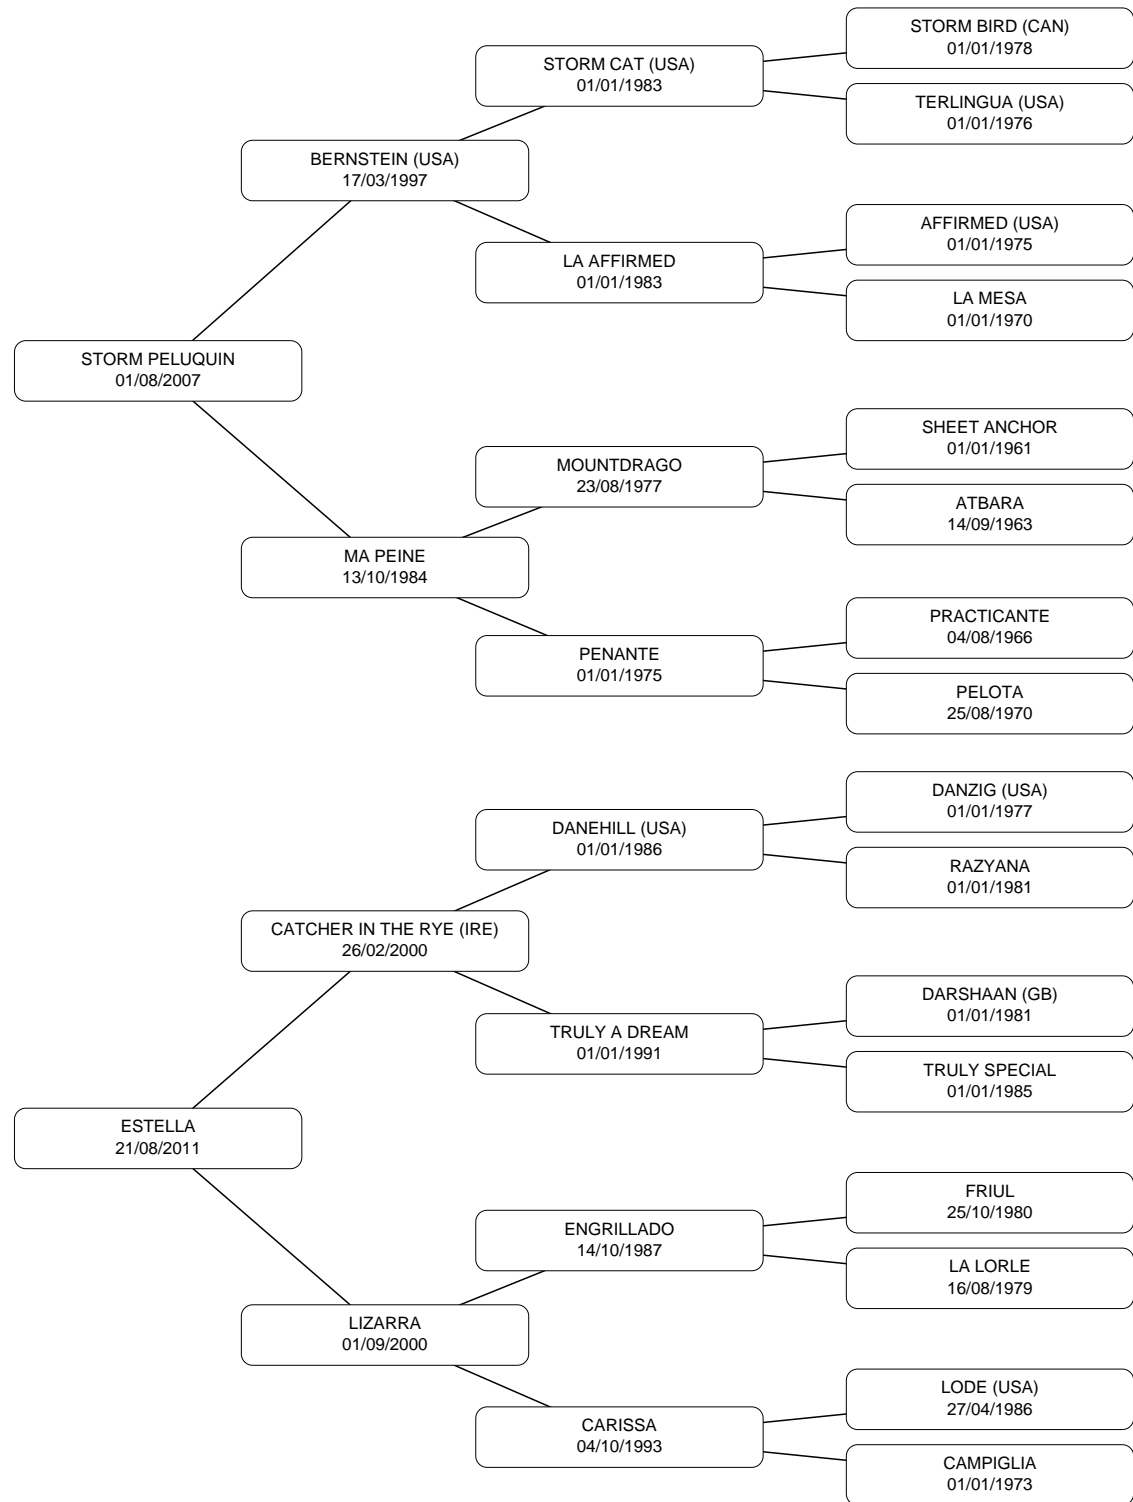 STORM BIRD (CAN)
01/01/1978
STORM CAT (USA)
01/01/1983
TERLINGUA (USA)
01/01/1976
BERNSTEIN (USA)
17/03/1997
AFFIRMED (USA)
01/01/1975
LA AFFIRMED
01/01/1983
LA MESA
01/01/1970
STORM PELUQUIN
01/08/2007
SHEET ANCHOR
01/01/1961
MOUNTDRAGO
23/08/1977
ATBARA
14/09/1963
MA PEINE
13/10/1984
PRACTICANTE
04/08/1966
PENANTE
01/01/1975
PELOTA
25/08/1970
DANZIG (USA)
01/01/1977
DANEHILL (USA)
01/01/1986
RAZYANA
01/01/1981
CATCHER IN THE RYE (IRE)
26/02/2000
DARSHAAN (GB)
01/01/1981
TRULY A DREAM
01/01/1991
TRULY SPECIAL
01/01/1985
ESTELLA
21/08/2011
FRIUL
25/10/1980
ENGRILLADO
14/10/1987
LA LORLE
16/08/1979
LIZARRA
01/09/2000
LODE (USA)
27/04/1986
CARISSA
04/10/1993
CAMPIGLIA
01/01/1973